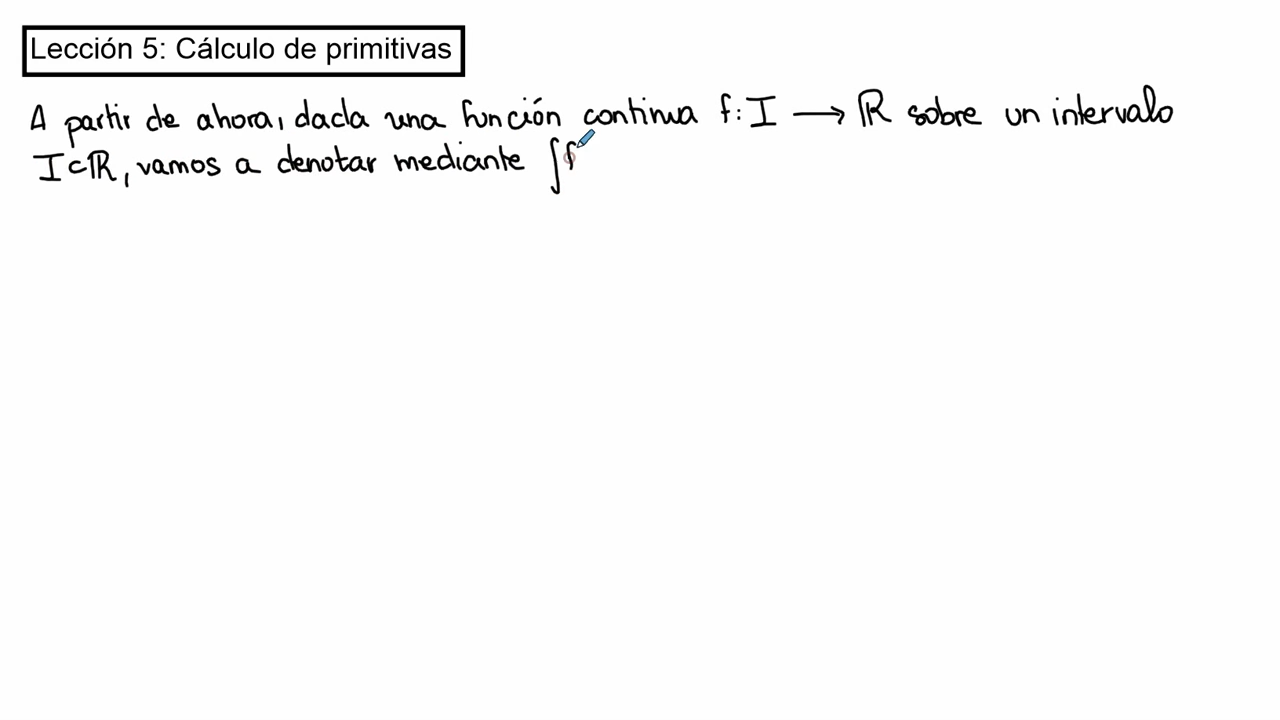 Lección 5: Cálculo de primitivas
A partir de ahora, dada una función continua f: I ⟶ ℝ sobre un intervalo
I⊂ℝ, vamos a denotar mediante ∫f